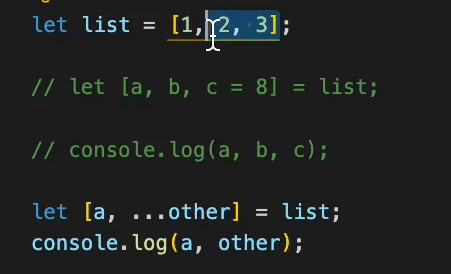 let list = [1, 2, 3];
// let [a, b, c = 8] = list;
// console.log(a, b, c);
let [a, ...other] = list;
console.log(a, other);